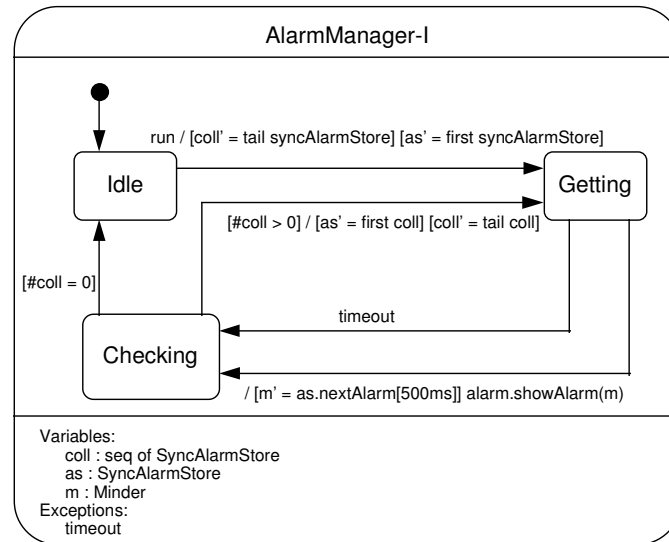 AlarmManager-I
run / [coll’ = tail syncAlarmStore] [as’ = first syncAlarmStore]
Idle
Getting
[#coll > 0] / [as’ = first coll] [coll’ = tail coll]
[#coll = 0]
timeout
Checking
/ [m’ = as.nextAlarm[500ms]] alarm.showAlarm(m)
Variables:
coll : seq of SyncAlarmStore
as : SyncAlarmStore
m : Minder
Exceptions:
timeout